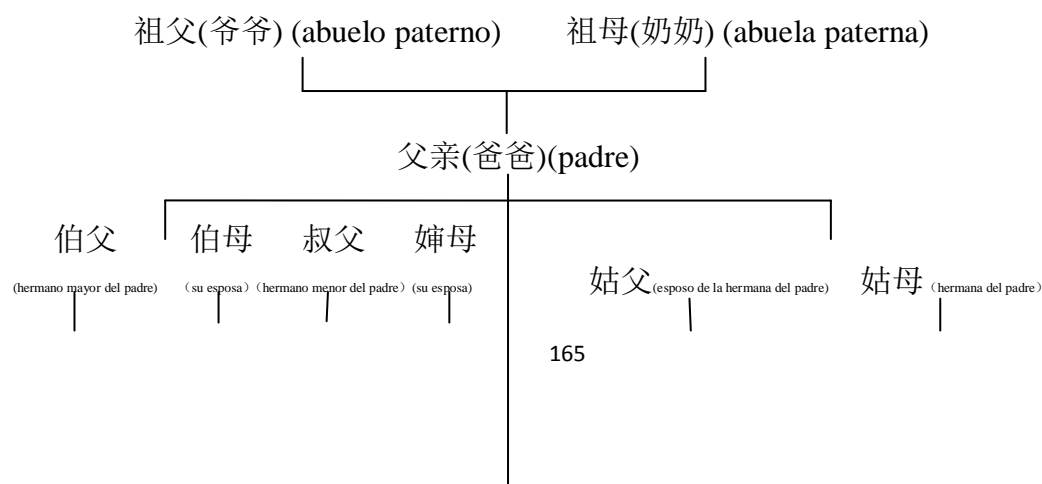 祖父(爷爷) (abuelo paterno) 祖母(奶奶) (abuela paterna)
父亲(爸爸)(padre)
伯父 伯母 叔父 婶母
(hermano mayor del padre) （su esposa）（hermano menor del padre）(su esposa)
姑父(esposo de la hermana del padre) 姑母（hermana del padre）
165